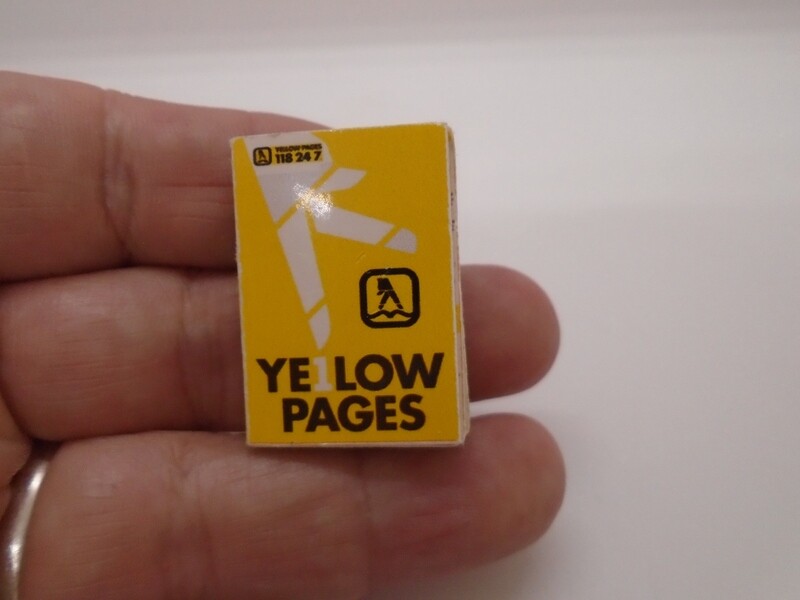 YELLOW PAGES
118 24 7
YE1LOW
PAGES